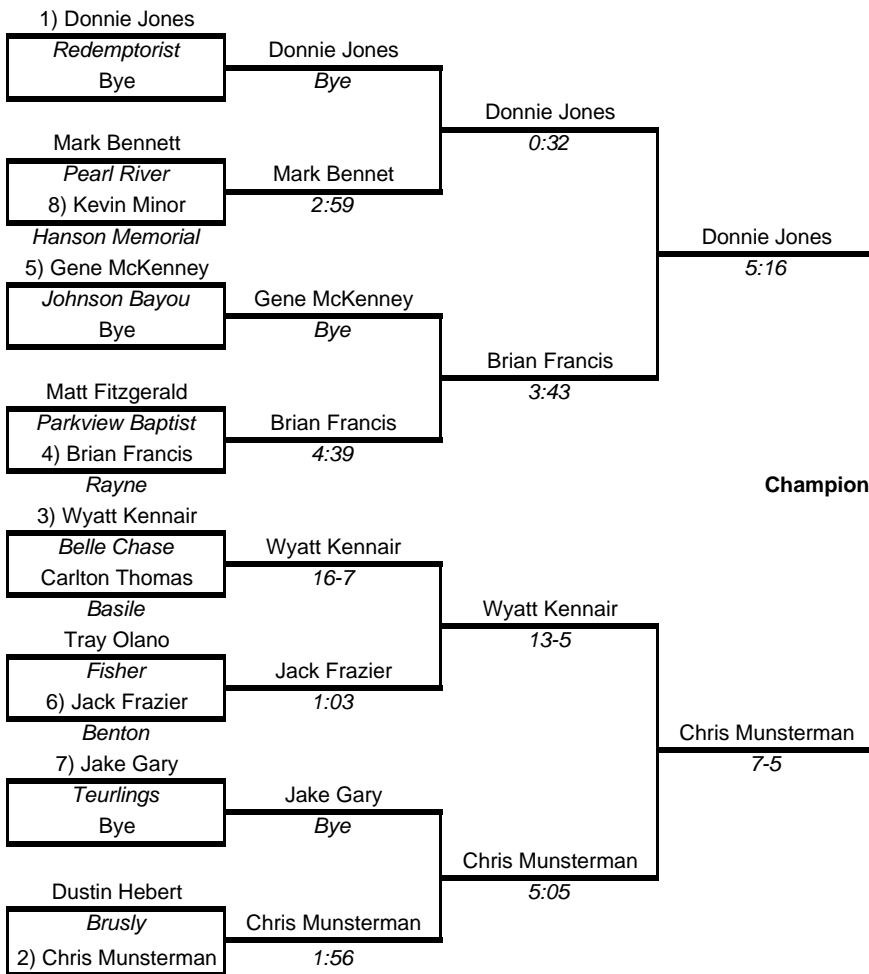 1) Donnie Jones
Redemptorist
Bye
Mark Bennett
Pearl River
8) Kevin Minor
Hanson Memorial
5) Gene McKenney
Johnson Bayou
Bye
Matt Fitzgerald
Parkview Baptist
4) Brian Francis
Rayne
3) Wyatt Kennair
Belle Chase
Carlton Thomas
Basile
Tray Olano
Fisher
6) Jack Frazier
Benton
7) Jake Gary
Teurlings
Bye
Dustin Hebert
Brusly
2) Chris Munsterman
Donnie Jones
Bye
Mark Bennet
2:59
Gene McKenney
Bye
Brian Francis
4:39
Wyatt Kennair
16-7
Jack Frazier
1:03
Jake Gary
Bye
Chris Munsterman
1:56
Donnie Jones
0:32
Brian Francis
3:43
Wyatt Kennair
13-5
Chris Munsterman
5:05
Donnie Jones
5:16
Champion
Chris Munsterman
7-5